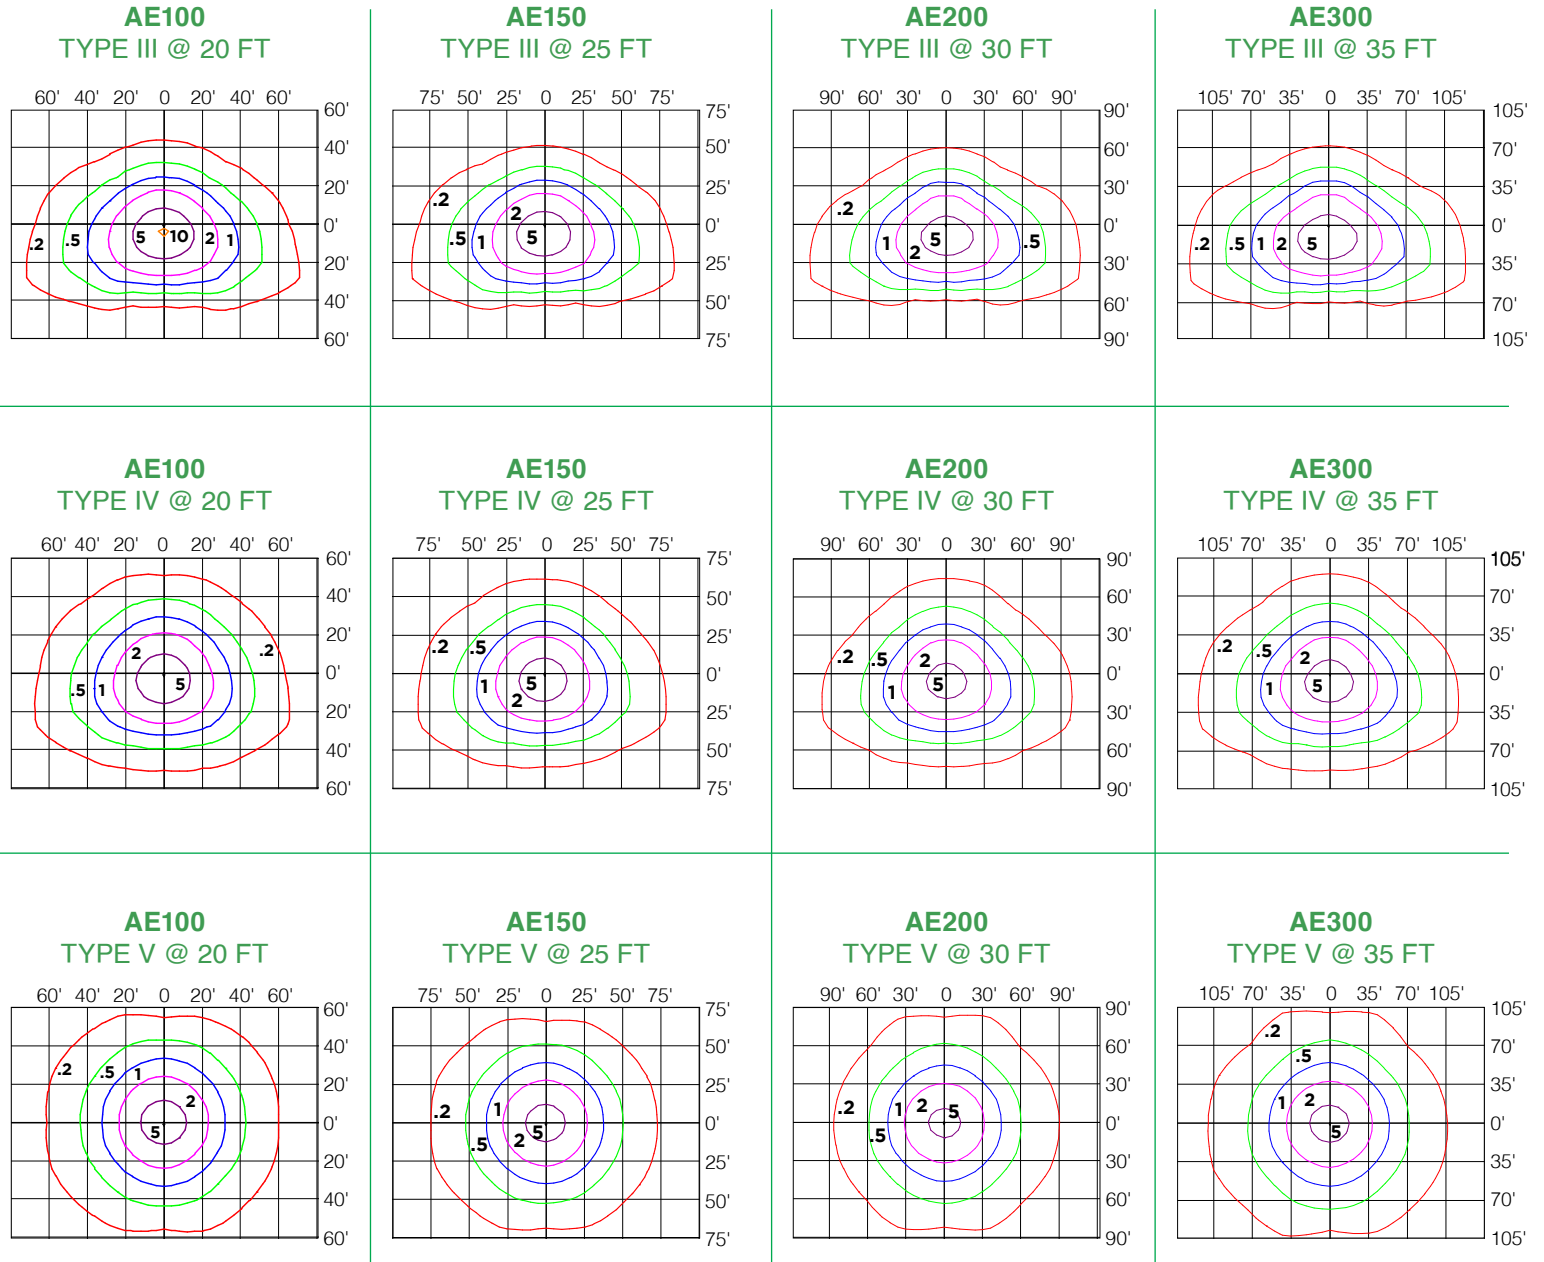 AE100
TYPE III @ 20 FT
60' 40' 20' 0 20' 40' 60'
60'
40'
20'
0'
20'
40'
60'
.2 .5 5 10 2 1
AE150
TYPE III @ 25 FT
75' 50' 25' 0 25' 50' 75'
75'
50'
25'
0'
25'
50'
75'
.2
2
.5 1 5
AE200
TYPE III @ 30 FT
90' 60' 30' 0 30' 60' 90'
90'
60'
30'
0'
30'
60'
90'
.2
1 5 .5
2
AE300
TYPE III @ 35 FT
105' 70' 35' 0 35' 70' 105'
105'
70'
35'
0'
35'
70'
105'
.2 .5 1 2 5
AE100
TYPE IV @ 20 FT
60' 40' 20' 0 20' 40' 60'
60'
40'
20'
0'
20'
40'
60'
2 .2
.5 1 5
AE150
TYPE IV @ 25 FT
75' 50' 25' 0 25' 50' 75'
75'
50'
25'
0'
25'
50'
75'
.2 .5
1 5
2
AE200
TYPE IV @ 30 FT
90' 60' 30' 0 30' 60' 90'
90'
60'
30'
0'
30'
60'
90'
.2 .5 2
1 5
AE300
TYPE IV @ 35 FT
105' 70' 35' 0 35' 70' 105'
105'
70'
35'
0'
35'
70'
105'
.2 .5 2
1 5
AE100
TYPE V @ 20 FT
60' 40' 20' 0 20' 40' 60'
60'
40'
20'
0'
20'
40'
60'
.2 .5 1
2
5
AE150
TYPE V @ 25 FT
75' 50' 25' 0 25' 50' 75'
75'
50'
25'
0'
25'
50'
75'
.2 1
5
.5 2
AE200
TYPE V @ 30 FT
90' 60' 30' 0 30' 60' 90'
90'
60'
30'
0'
30'
60'
90'
.2 1 2 5
.5
AE300
TYPE V @ 35 FT
105' 70' 35' 0 35' 70' 105'
105'
70'
35'
0'
35'
70'
105'
.2
.5
1 2
5